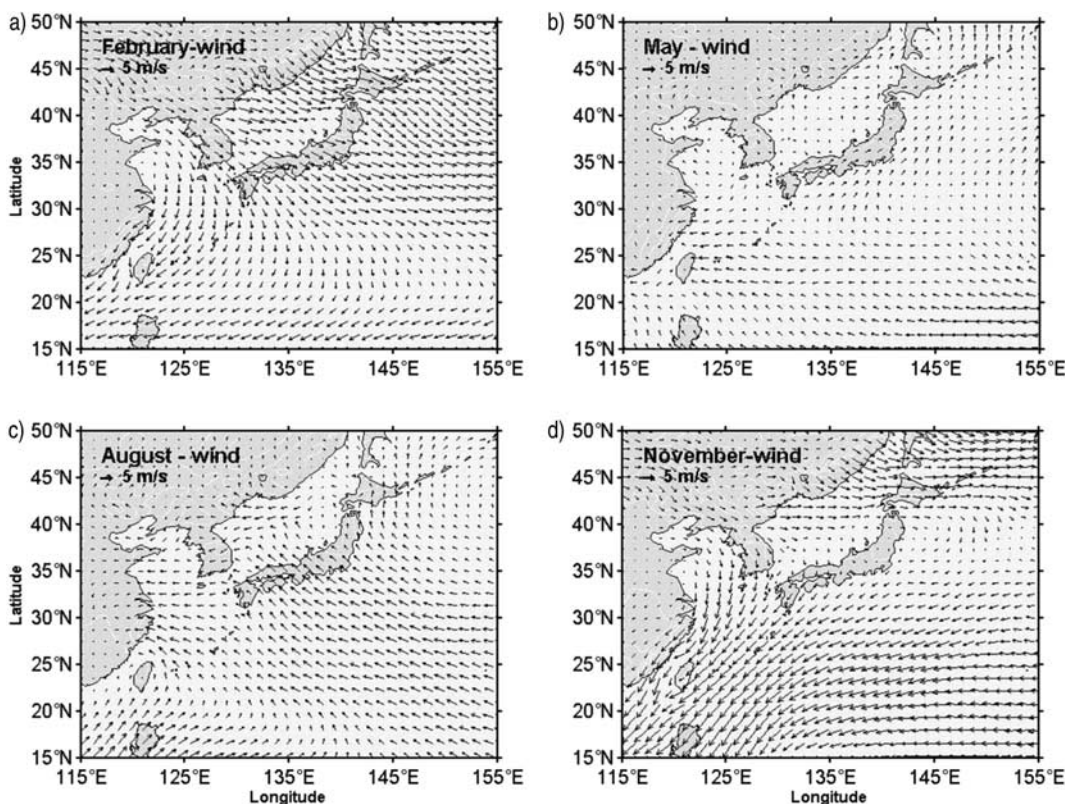 a)
February-wind
5 m/s
50°N
45°N
40°N
35°N
30°N
25°N
20°N
15°N
Latitude
115°E
125°E
135°E
145°E
155°E
b)
May - wind
5 m/s
50°N
45°N
40°N
35°N
30°N
25°N
20°N
15°N
115°E
125°E
135°E
145°E
155°E
c)
August - wind
5 m/s
50°N
45°N
40°N
35°N
30°N
25°N
20°N
15°N
Latitude
115°E
125°E
135°E
145°E
155°E
Longitude
d)
November-wind
5 m/s
50°N
45°N
40°N
35°N
30°N
25°N
20°N
15°N
115°E
125°E
135°E
145°E
155°E
Longitude